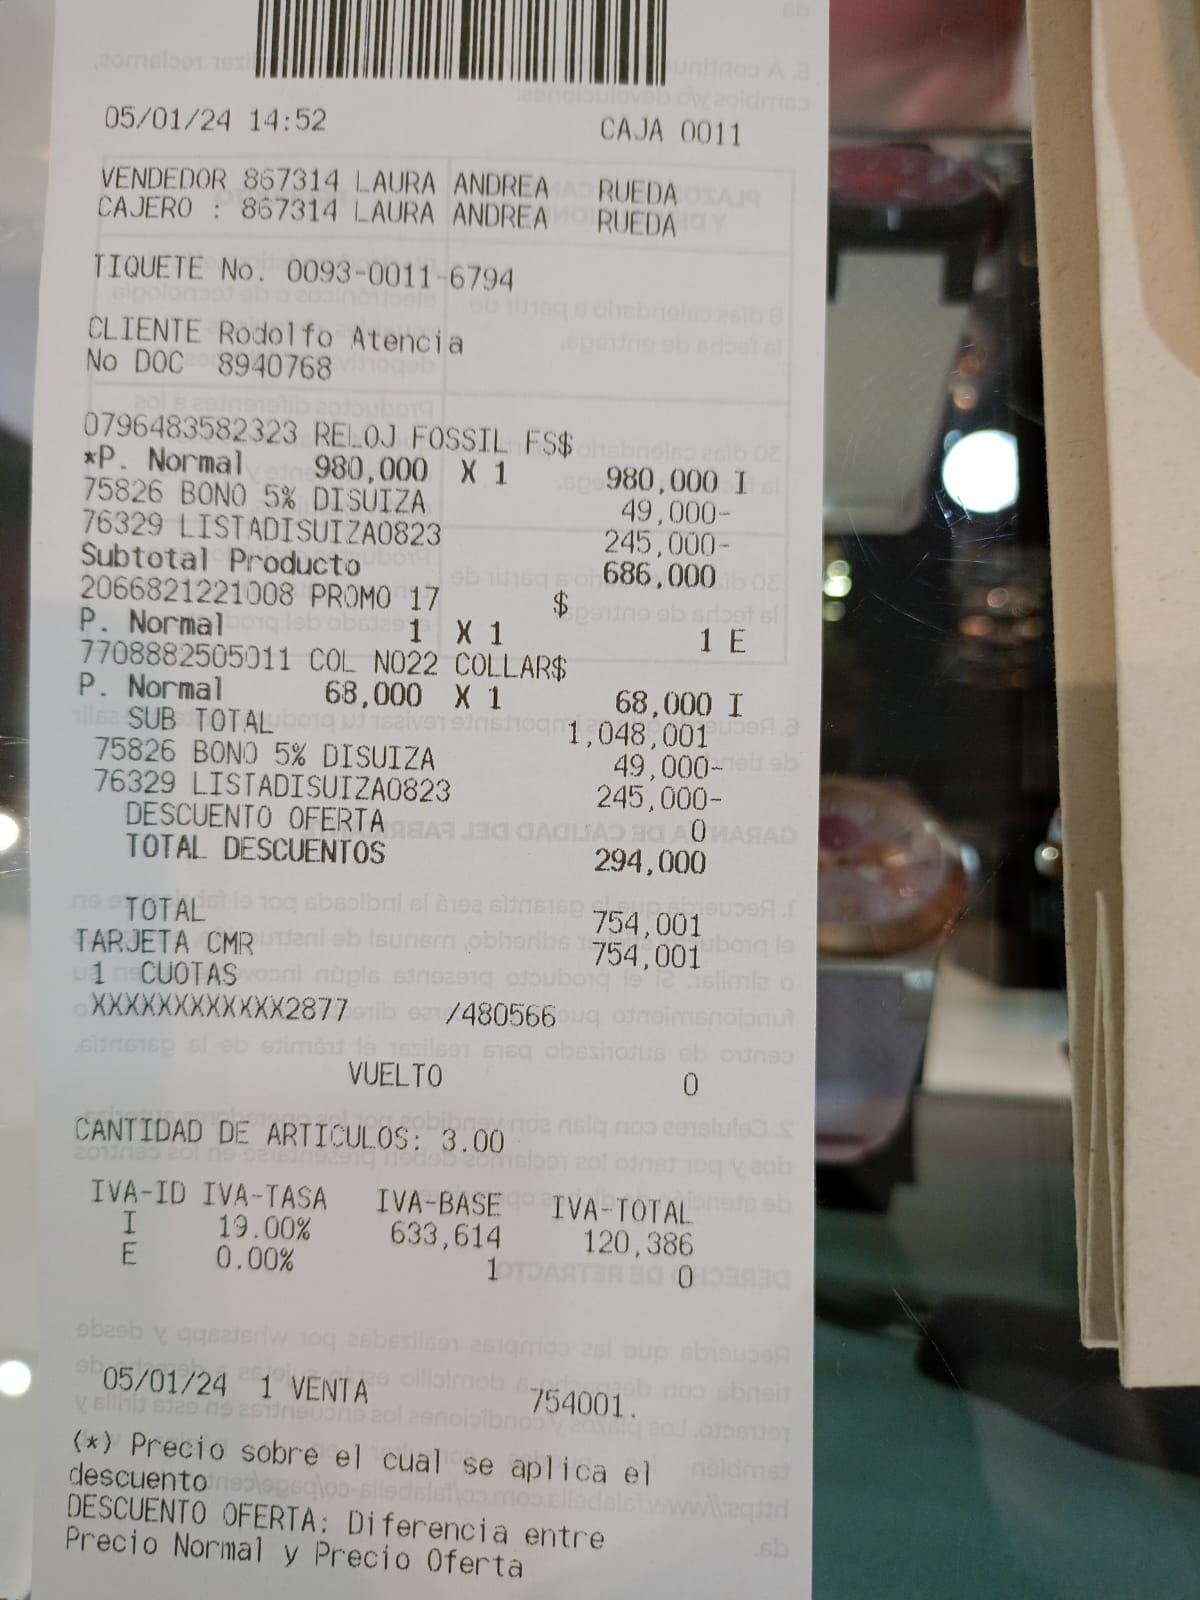 05/01/24 14:52 CAJA 0011
VENDEDOR 867314 LAURA ANDREA RUEDA
CAJERO : 867314 LAURA ANDREA RUEDA
TIQUETE No. 0093-0011-6794
CLIENTE Rodolfo Atencia
No DOC 8940768
0796483582323 RELOJ FOSSIL FS$
*P. Normal 980,000 X 1 980,000 I
75826 BONO 5% DISUIZA 49,000-
76329 LISTADISUIZA0823 245,000-
Subtotal Producto 686,000
2066821221008 PROMO 17 $
P. Normal 1 X 1 1 E
7708882505011 COL NO22 COLLAR$
P. Normal 68,000 X 1 68,000 I
SUB TOTAL 1,048,001
75826 BONO 5% DISUIZA 49,000-
76329 LISTADISUIZA0823 245,000-
DESCUENTO OFERTA 0
TOTAL DESCUENTOS 294,000
TOTAL 754,001
TARJETA CMR 754,001
1 CUOTAS
XXXXXXXXXXXX2877 /480566
VUELTO 0
CANTIDAD DE ARTICULOS: 3.00
IVA-ID IVA-TASA IVA-BASE IVA-TOTAL
I 19.00% 633,614 120,386
E 0.00% 1 0
05/01/24 1 VENTA 754001.
(*) Precio sobre el cual se aplica el
descuento
DESCUENTO OFERTA: Diferencia entre
Precio Normal y Precio Oferta